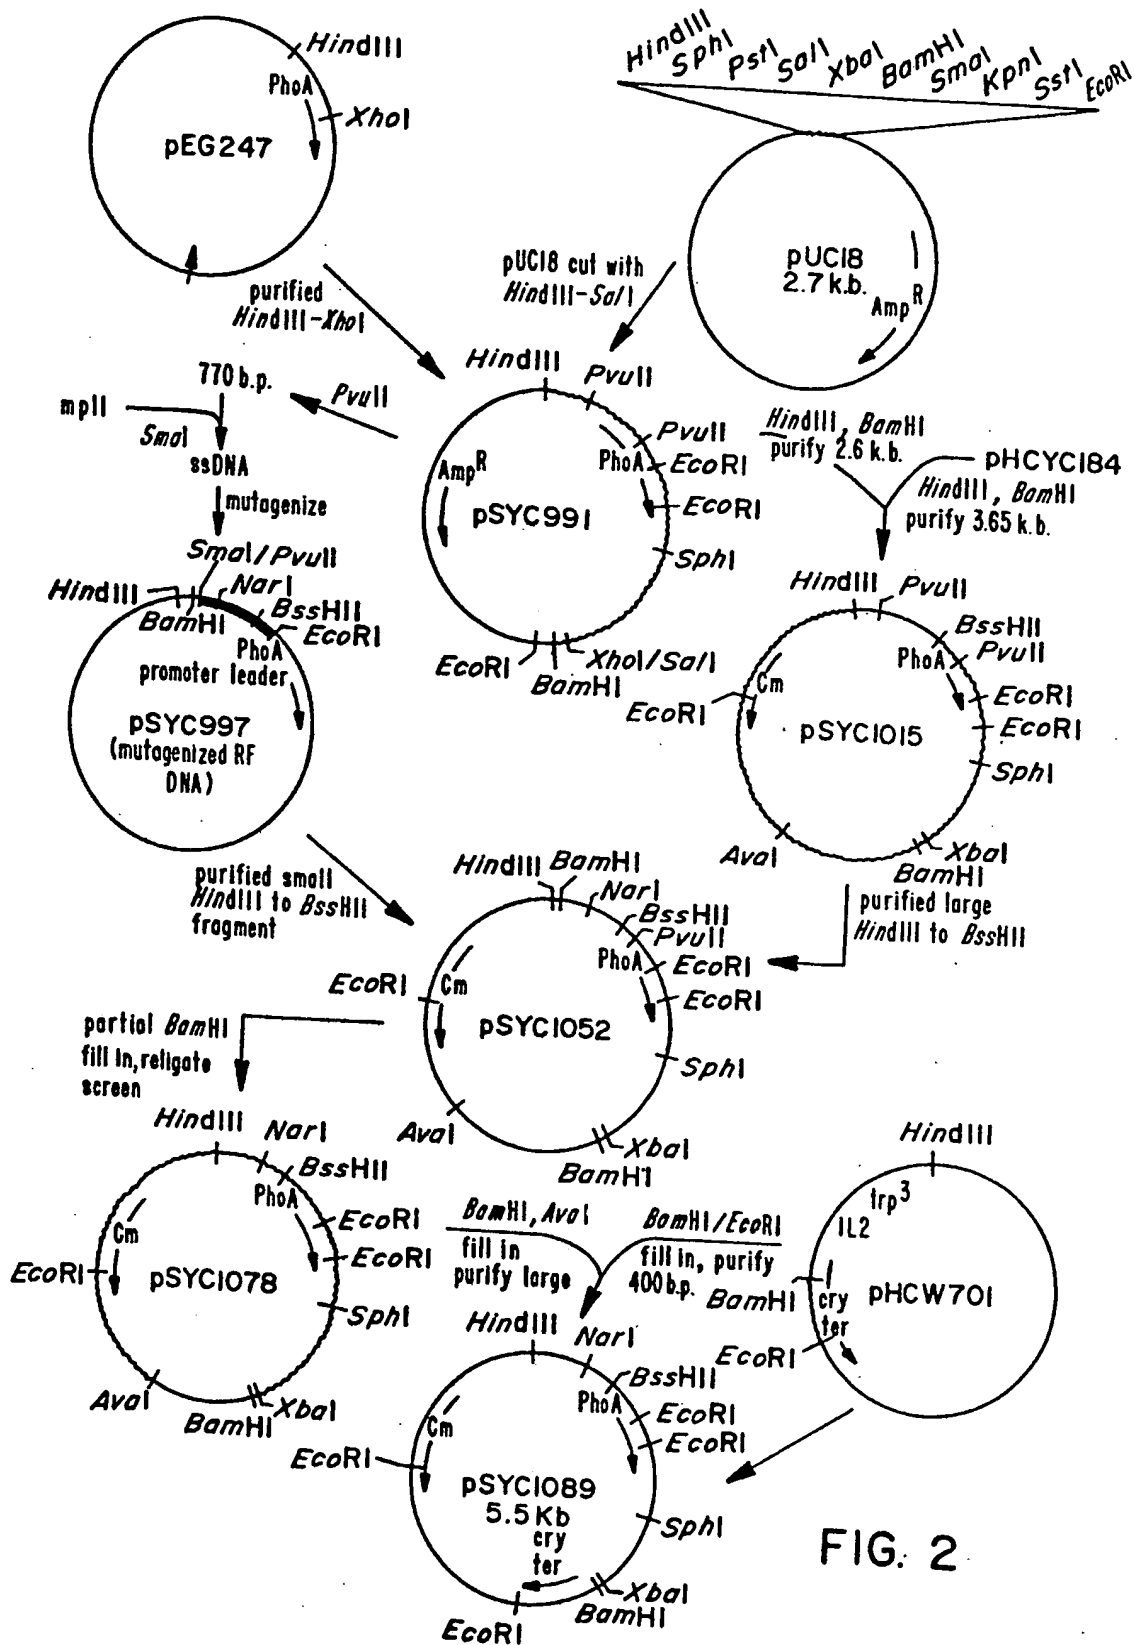 HindIII
PhoA
XhoI
pEG247
HindIII
SphI
PstI
SalI
XbaI
BamHI
SmaI
KpnI
SstI
EcoRI
pUC18
2.7 k.b.
Amp R
purified
HindIII-XhoI
pUC18 cut with
HindIII-SalI
770 b.p.
mp11
SmaI
ssDNA
mutagenize
PvuII
HindIII
PvuII
PvuII
PhoA
EcoRI
EcoRI
SphI
Amp R
pSYC991
EcoRI
BamHI
XhoI/SalI
HindIII, BamHI
purify 2.6 k.b.
pHCYC184
HindIII, BamHI
purify 3.65 k.b.
SmaI/PvuII
HindIII
NarI
BamHI
BssHII
EcoRI
PhoA
promoter leader
pSYC997
(mutagenized RF
DNA)
HindIII
PvuII
BssHII
PhoA
PvuII
EcoRI
EcoRI
SphI
Cm
EcoRI
pSYC1015
AvaI
XbaI
BamHI
purified small
HindIII to BssHII
fragment
purified large
HindIII to BssHII
HindIII
BamHI
NarI
BssHII
PvuII
PhoA
EcoRI
EcoRI
SphI
EcoRI
Cm
pSYC1052
AvaI
XbaI
BamHI
partial BamHI
fill in, religate
screen
HindIII
NarI
BssHII
PhoA
EcoRI
EcoRI
SphI
Cm
EcoRI
pSYC1078
AvaI
XbaI
BamHI
BamHI, AvaI
fill in
purify large
BamHI/EcoRI
fill in, purify
400 b.p.
HindIII
trp3
IL2
BamHI
cry
ter
pHCW701
EcoRI
HindIII
NarI
BssHII
PhoA
EcoRI
EcoRI
SphI
Cm
EcoRI
pSYC1089
5.5 Kb
cry
ter
XbaI
BamHI
EcoRI
FIG. 2